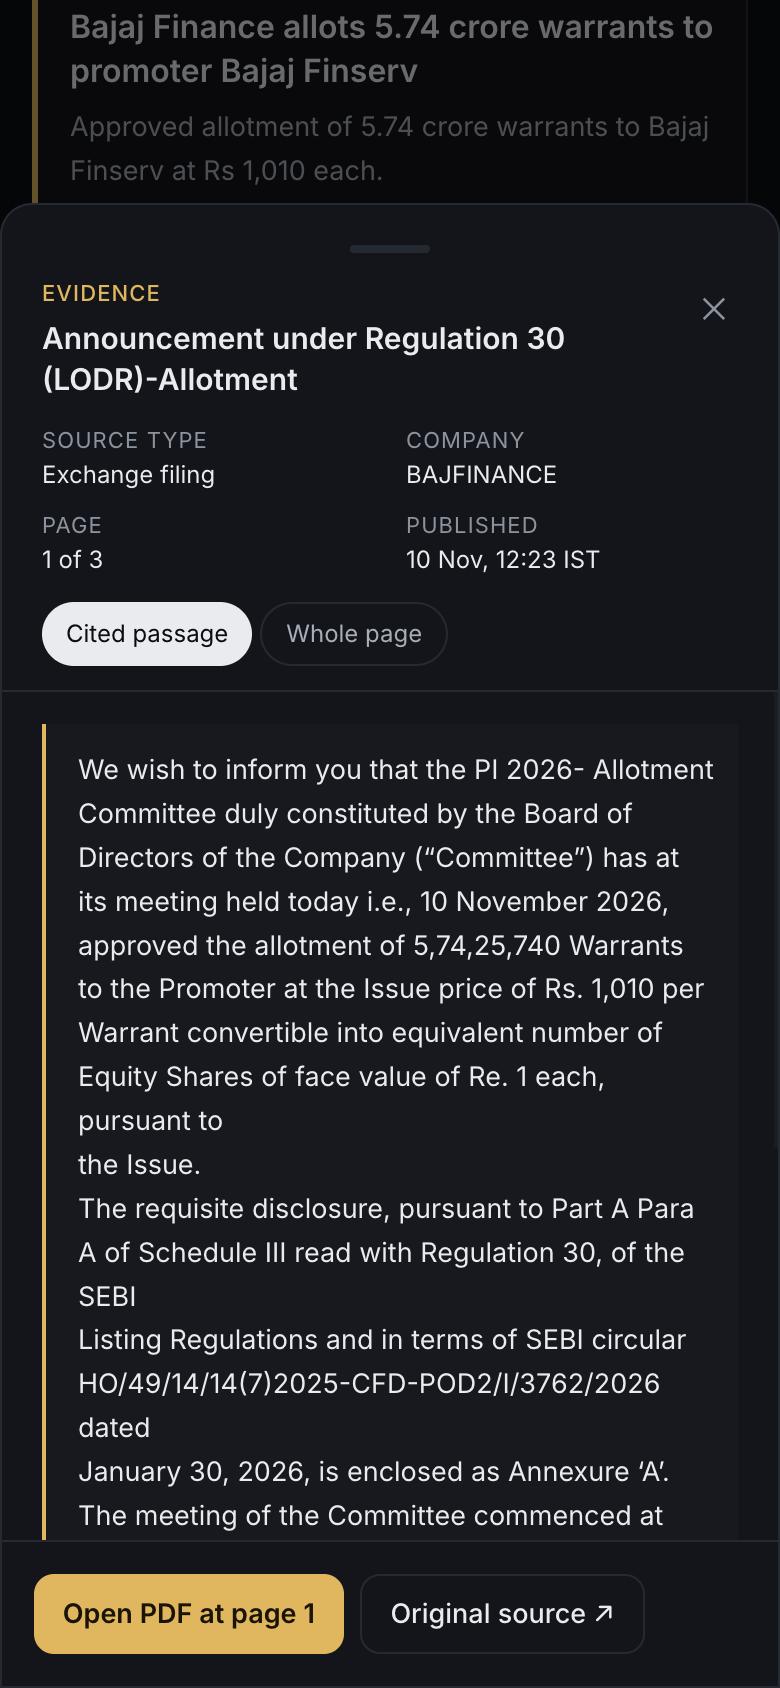 Bajaj Finance allots 5.74 crore warrants to
promoter Bajaj Finserv
Approved allotment of 5.74 crore warrants to Bajaj
Finserv at Rs 1,010 each.
EVIDENCE
Announcement under Regulation 30
(LODR)-Allotment
SOURCE TYPE
Exchange filing
COMPANY
BAJFINANCE
PAGE
1 of 3
PUBLISHED
10 Nov, 12:23 IST
Cited passage
Whole page
We wish to inform you that the PI 2026- Allotment
Committee duly constituted by the Board of
Directors of the Company (“Committee”) has at
its meeting held today i.e., 10 November 2026,
approved the allotment of 5,74,25,740 Warrants
to the Promoter at the Issue price of Rs. 1,010 per
Warrant convertible into equivalent number of
Equity Shares of face value of Re. 1 each,
pursuant to
the Issue.
The requisite disclosure, pursuant to Part A Para
A of Schedule III read with Regulation 30, of the
SEBI
Listing Regulations and in terms of SEBI circular
HO/49/14/14(7)2025-CFD-POD2/I/3762/2026
dated
January 30, 2026, is enclosed as Annexure ‘A’.
The meeting of the Committee commenced at
Open PDF at page 1
Original source ↗